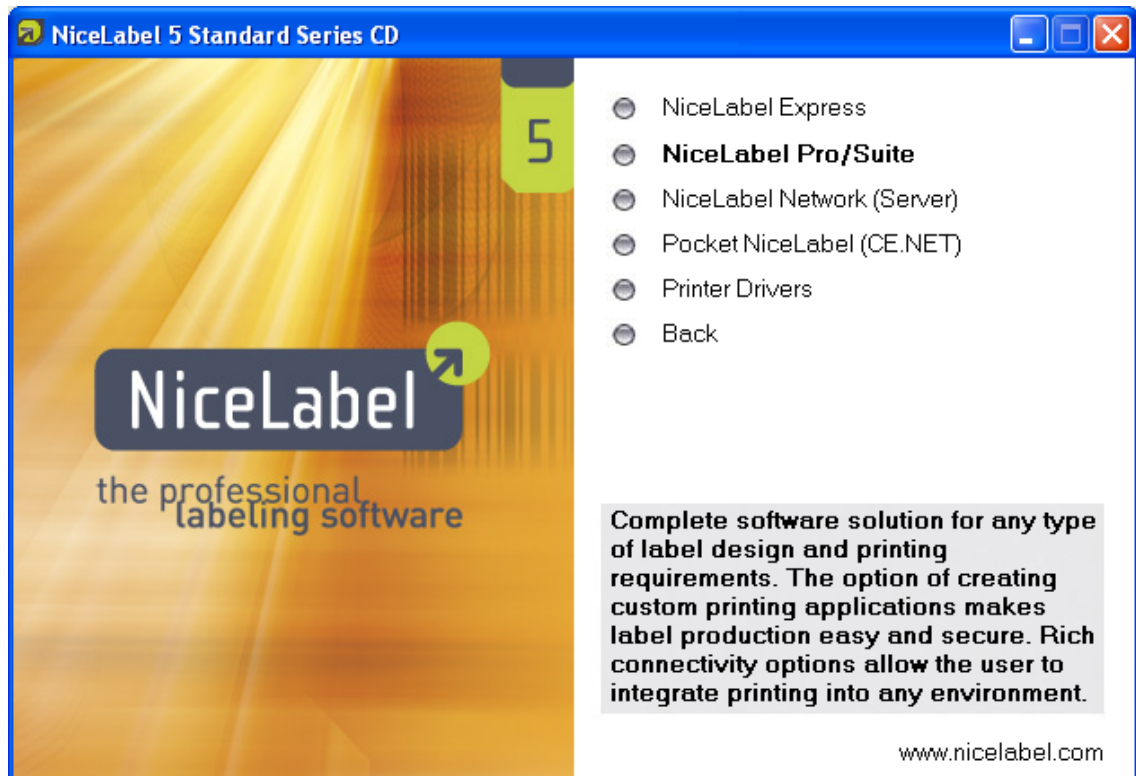 NiceLabel 5 Standard Series CD
5
NiceLabel
the professional
labeling software
NiceLabel Express
NiceLabel Pro/Suite
NiceLabel Network (Server)
Pocket NiceLabel (CE.NET)
Printer Drivers
Back
Complete software solution for any type
of label design and printing
requirements. The option of creating
custom printing applications makes
label production easy and secure. Rich
connectivity options allow the user to
integrate printing into any environment.
www.nicelabel.com